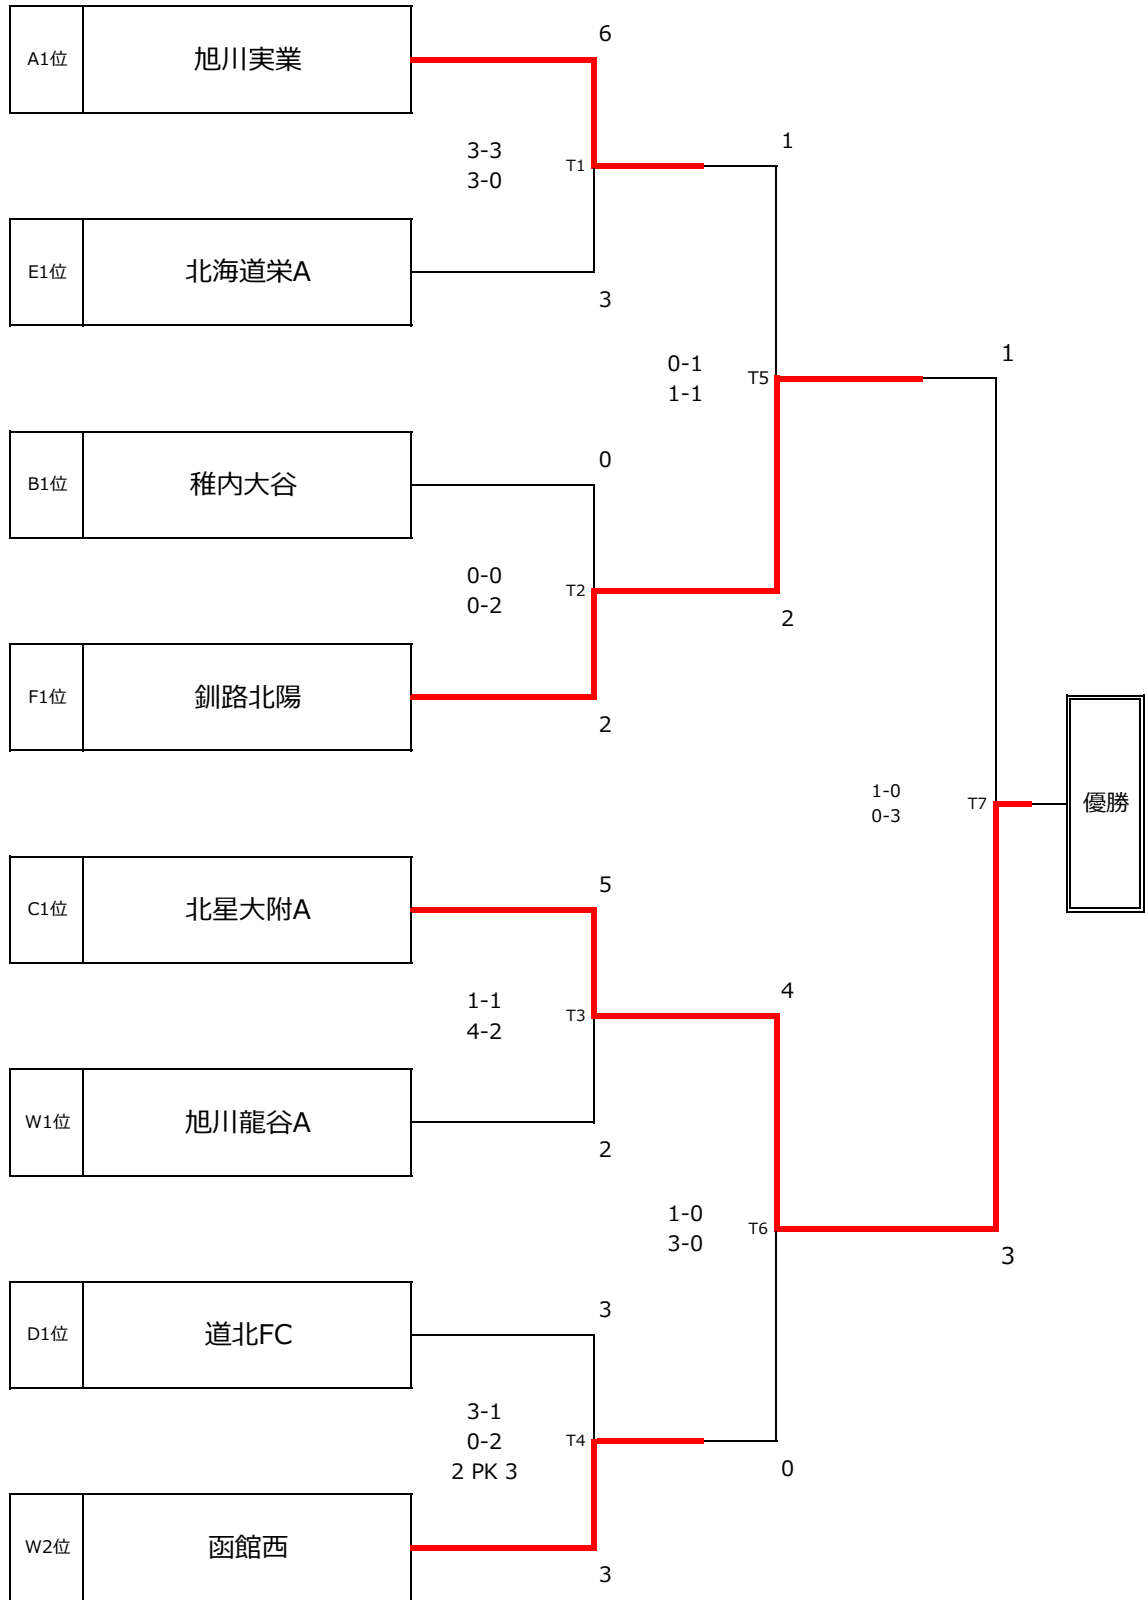 A1位 旭川実業
6
3-3
3-0
T1
1
E1位 北海道栄A
3
0-1
1-1
T5
1
B1位 稚内大谷
0
0-0
0-2
T2
2
F1位 釧路北陽
2
1-0
0-3
T7
優勝
C1位 北星大附A
5
1-1
4-2
T3
4
W1位 旭川龍谷A
2
1-0
3-0
T6
3
D1位 道北FC
3
3-1
0-2
2 PK 3
T4
0
W2位 函館西
3